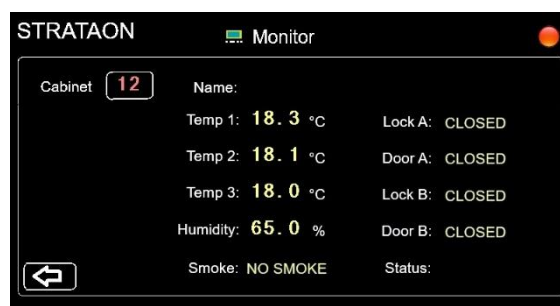 STRATAON Monitor
Cabinet 12 Name:
Temp 1: 18.3 °C Lock A: CLOSED
Temp 2: 18.1 °C Door A: CLOSED
Temp 3: 18.0 °C Lock B: CLOSED
Humidity: 65.0 % Door B: CLOSED
Smoke: NO SMOKE Status: